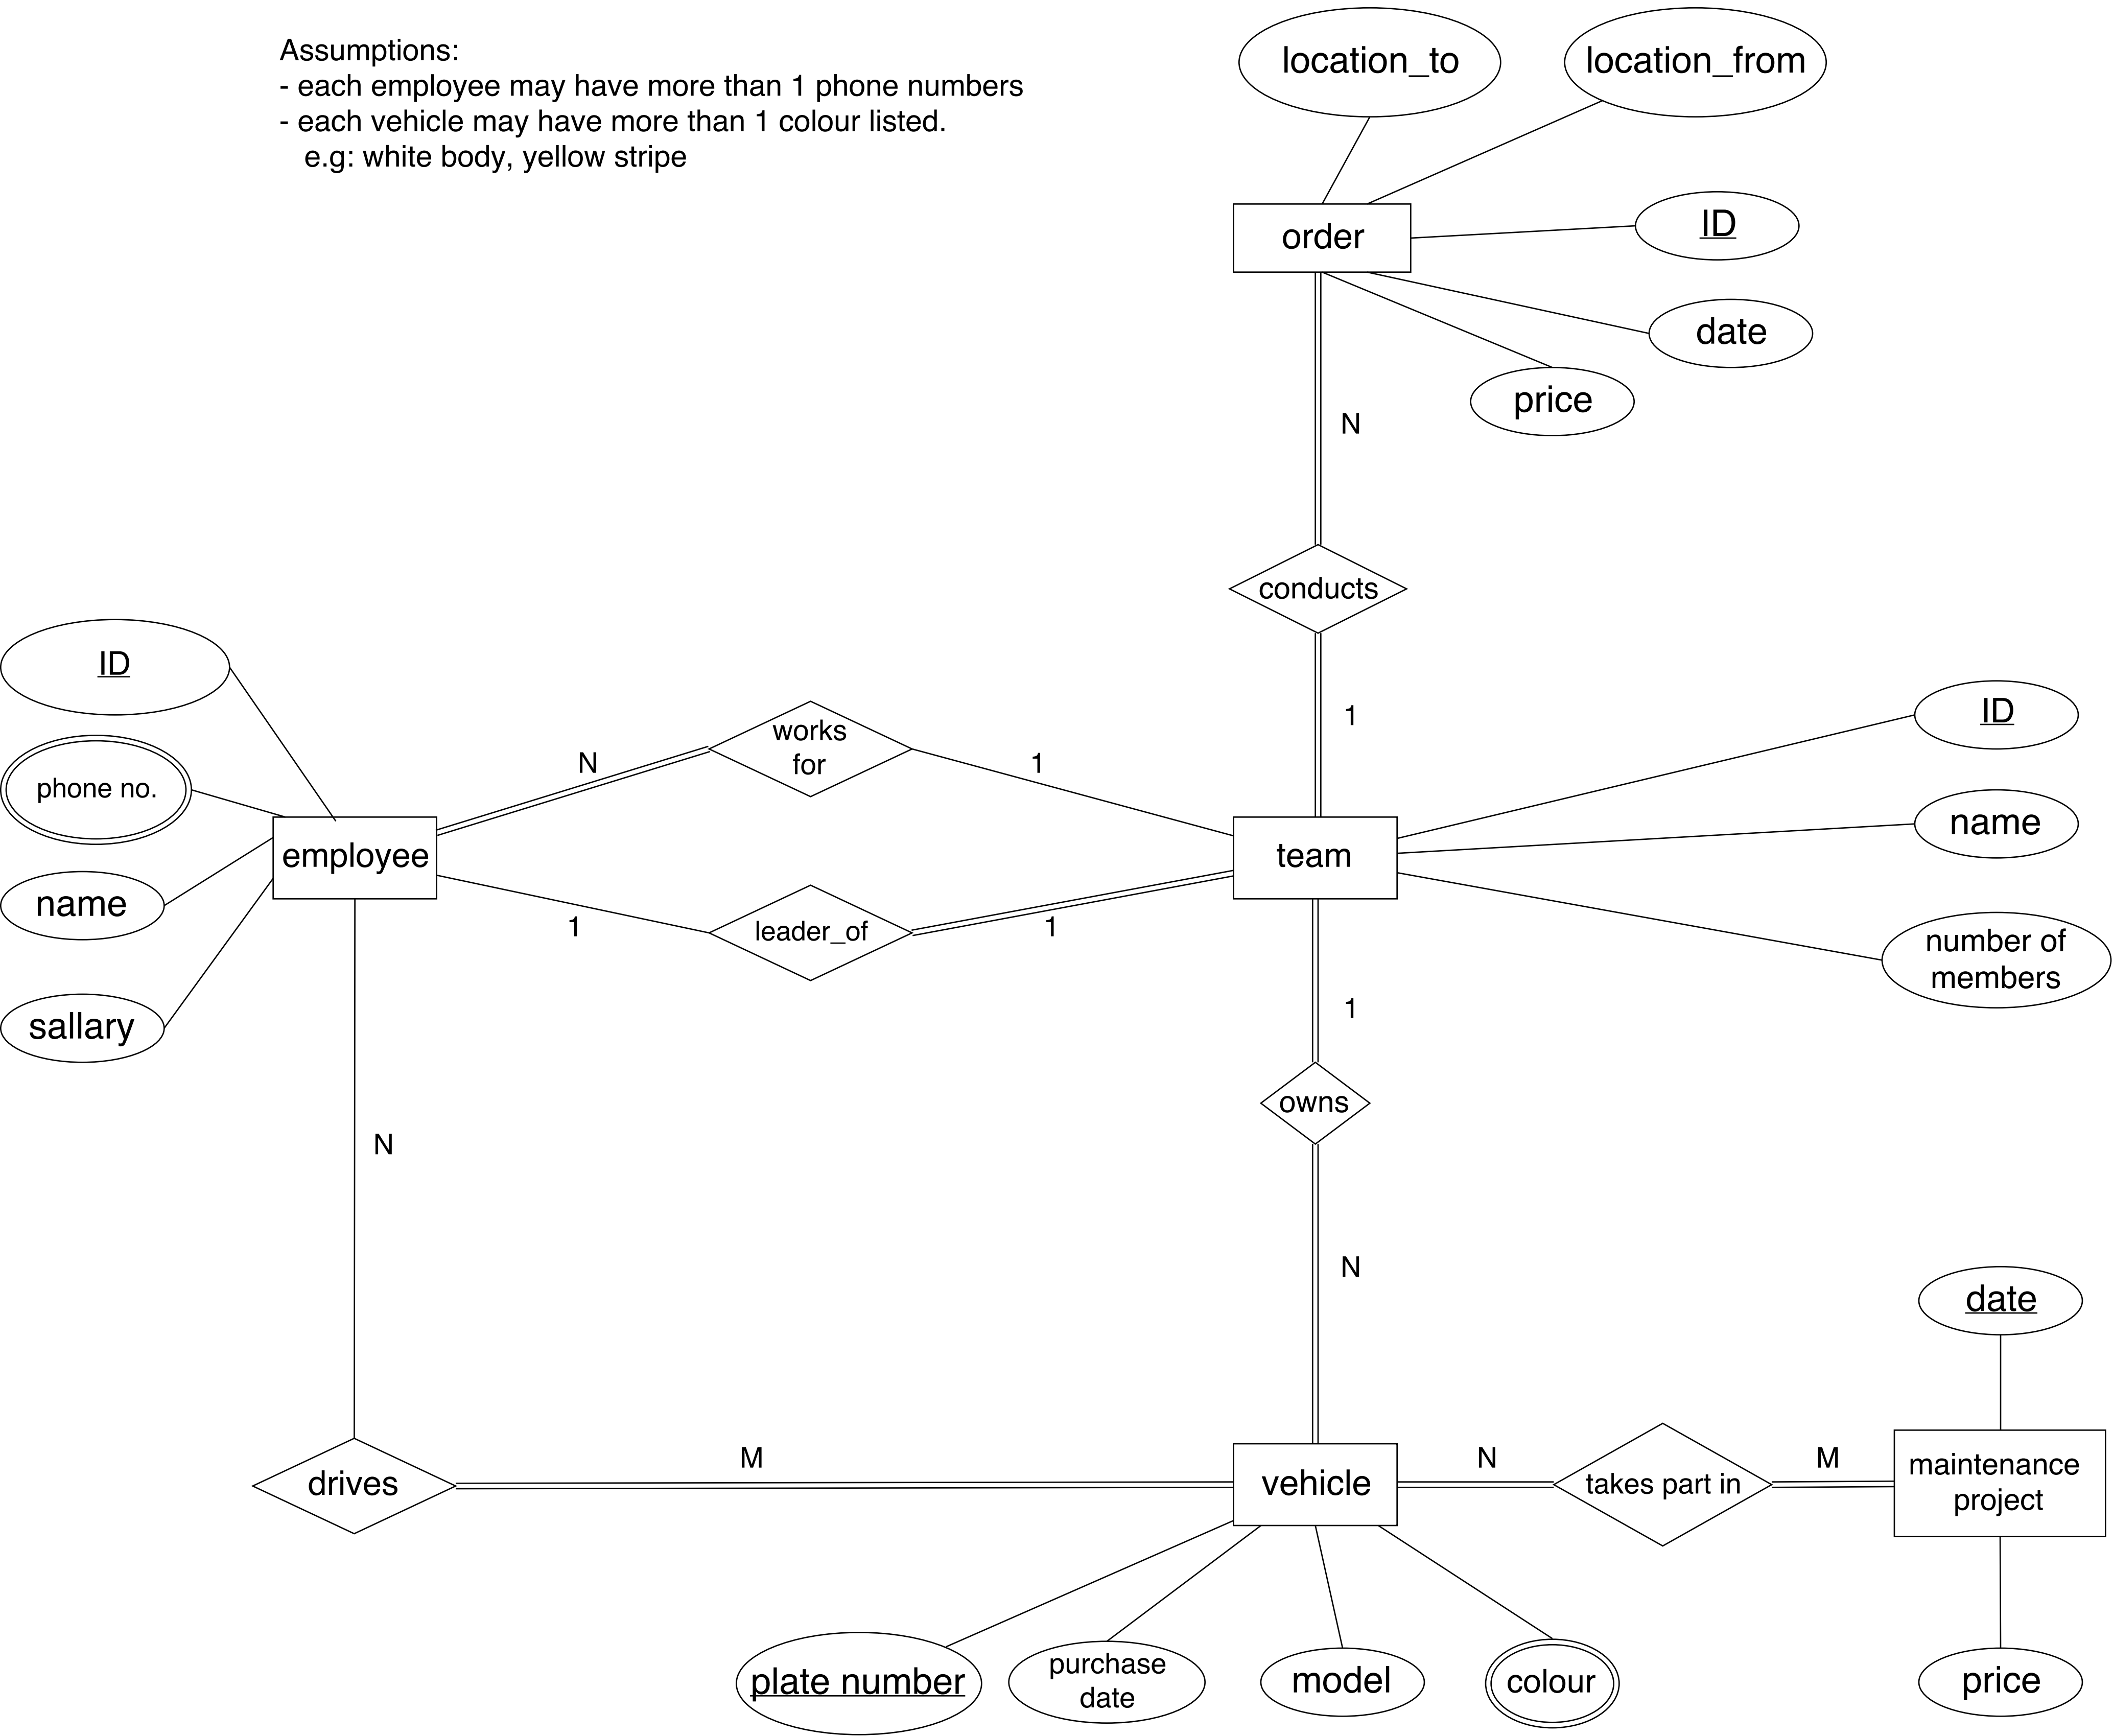 Assumptions:
- each employee may have more than 1 phone numbers
- each vehicle may have more than 1 colour listed.
e.g: white body, yellow stripe
location_to
location_from
order
ID
date
price
N
conducts
1
ID
phone no.
employee
name
sallary
N
works
for
1
1
leader_of
1
team
ID
name
number of
members
1
owns
N
N
drives
M
vehicle
N
takes part in
M
date
maintenance
project
price
plate number
purchase
date
model
colour